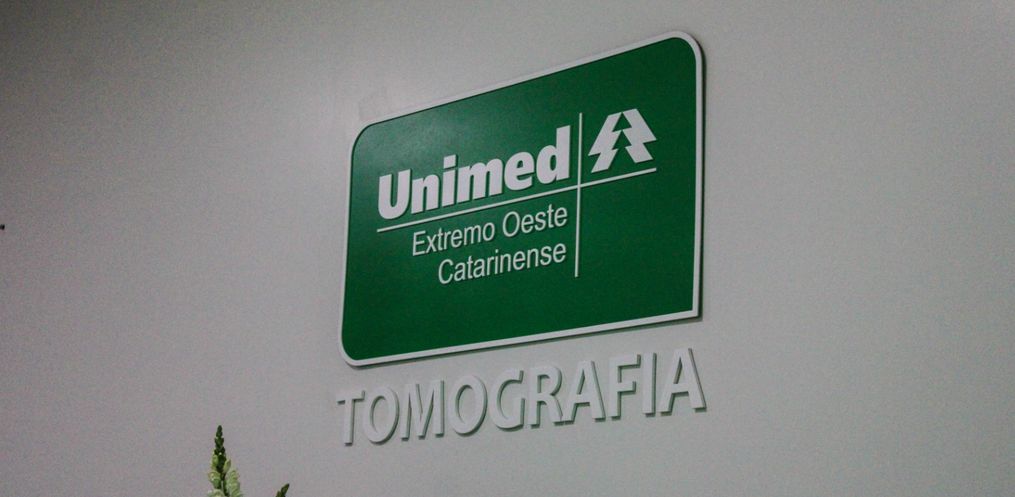 Unimed
Extremo Oeste
Catarinense
TOMOGRAFIA